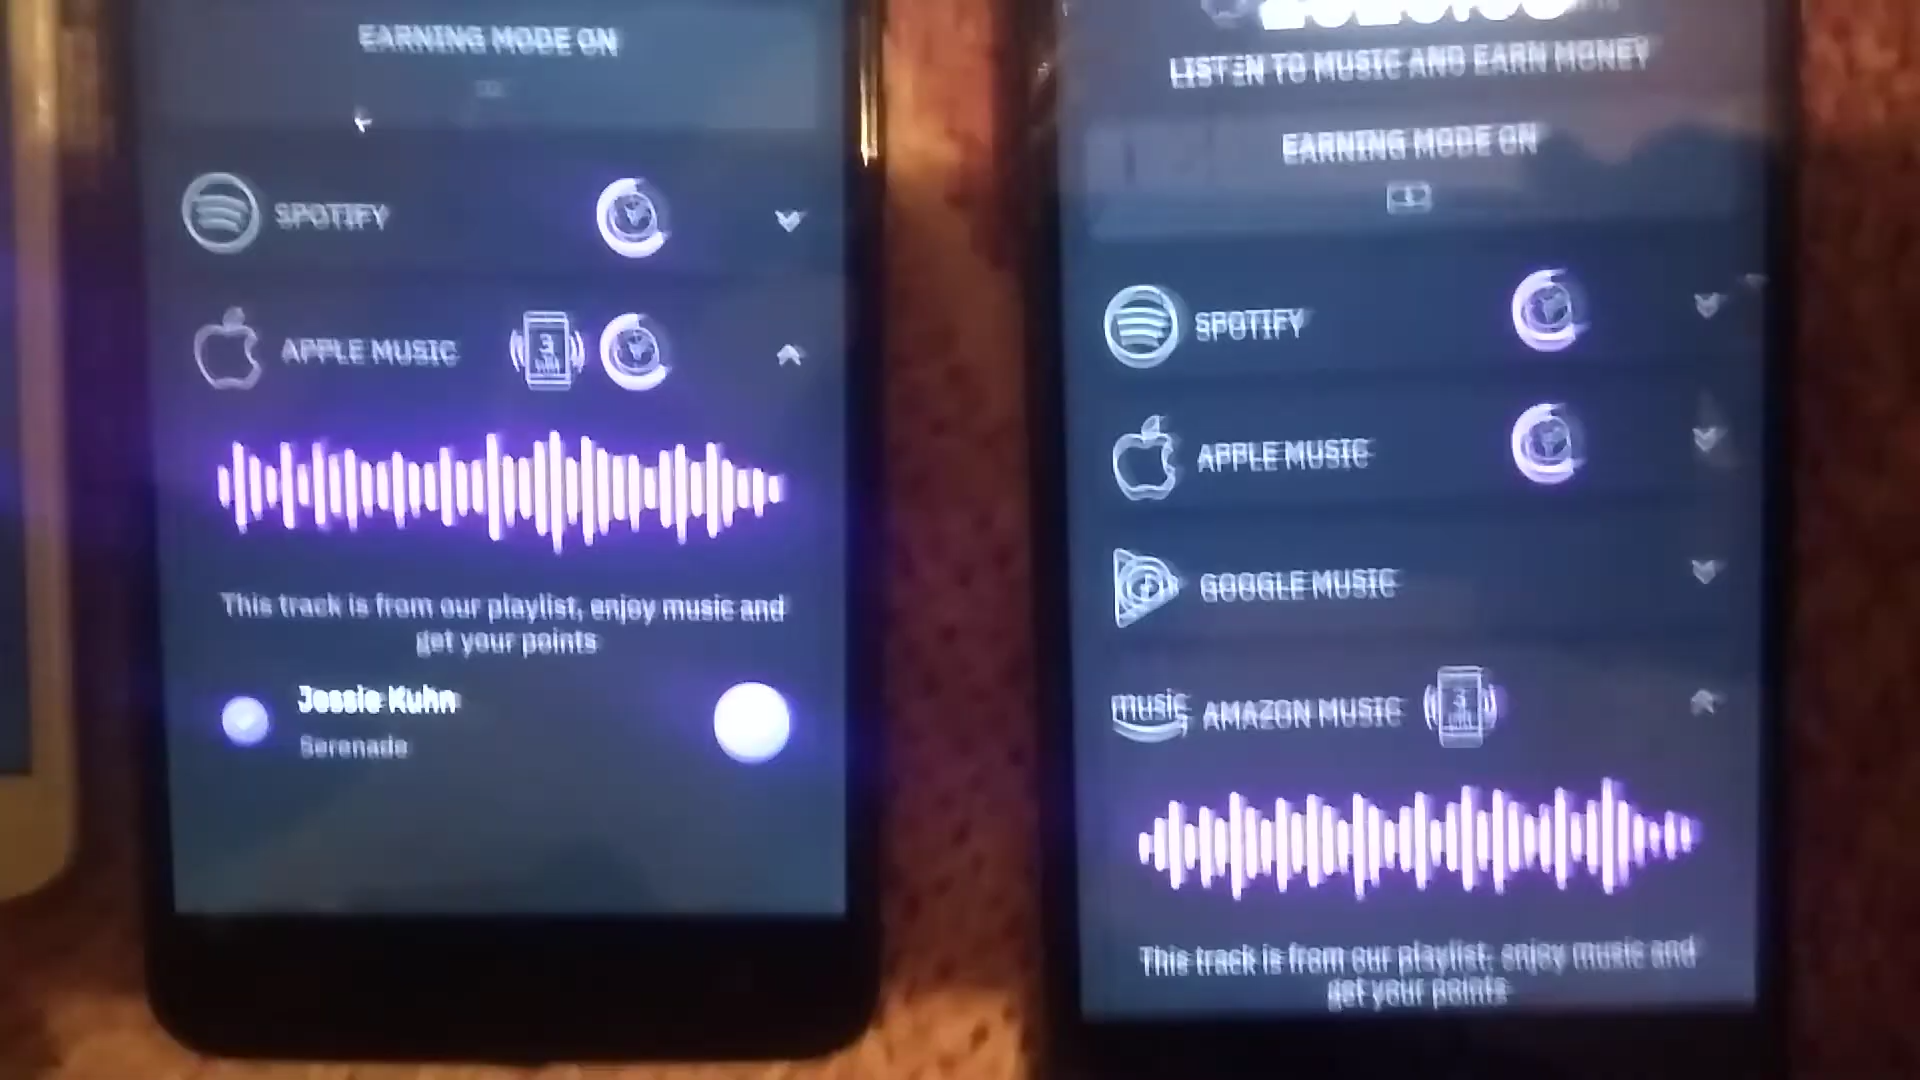 EARNING MODE ON
SPOTIFY
APPLE MUSIC
3
This track is from our playlist, enjoy music and
get your points
Jessie Kuhn
Serenade
LISTEN TO MUSIC AND EARN MONEY
EARNING MODE ON
SPOTIFY
APPLE MUSIC
GOOGLE MUSIC
music AMAZON MUSIC
3
This track is from our playlist, enjoy music and
get your points